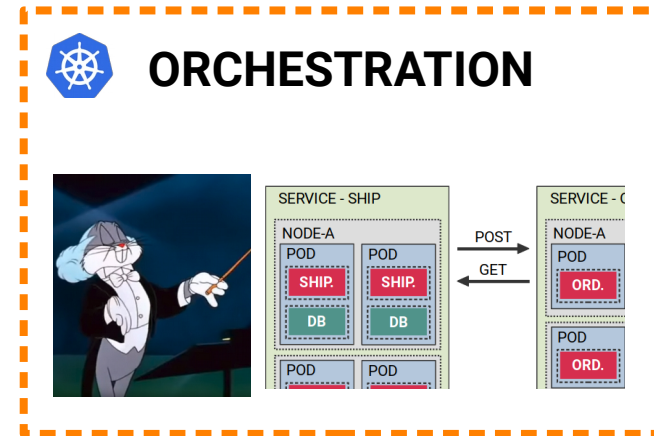 ORCHESTRATION
SERVICE - SHIP
NODE-A
POD
POD
SHIP.
SHIP.
DB
DB
POD
POD
POST
GET
SERVICE -
NODE-A
POD
ORD.
POD
ORD.